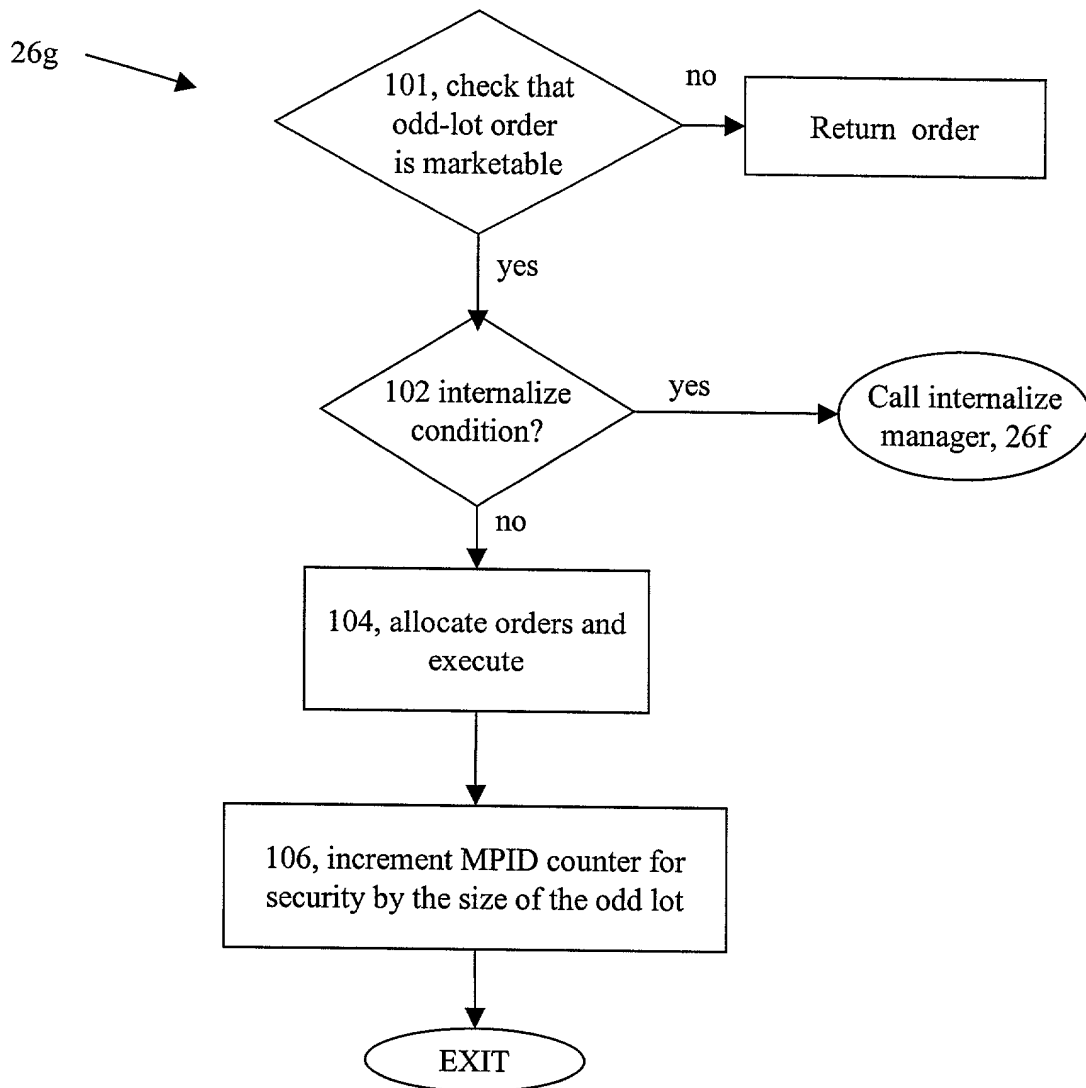 26g
101, check that
odd-lot order
is marketable
no
Return order
yes
102 internalize
condition?
yes
Call internalize
manager, 26f
no
104, allocate orders and
execute
106, increment MPID counter for
security by the size of the odd lot
EXIT